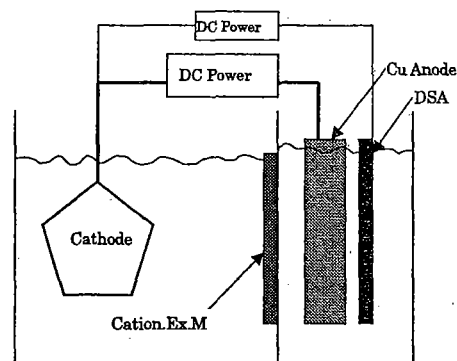 DC Power
DC Power
Cu Anode
DSA
Cathode
Cation.Ex.M